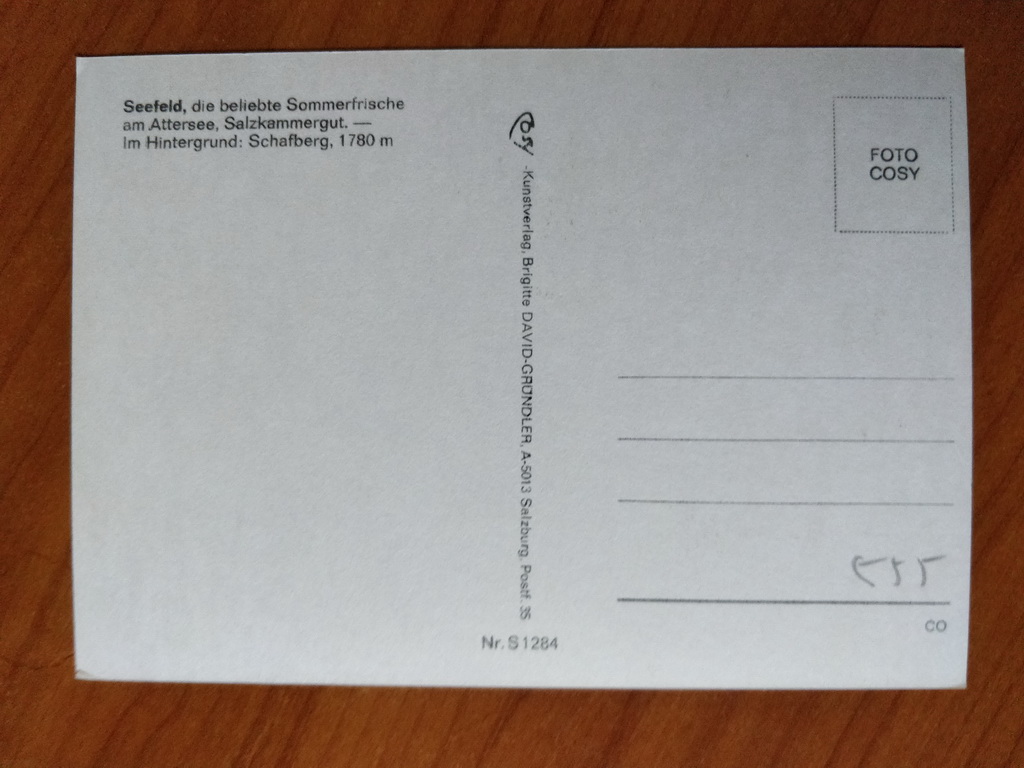 Seefeld, die beliebte Sommerfrische
am Attersee, Salzkammergut. —
Im Hintergrund: Schafberg, 1780 m
Cosy -Kunstverlag, Brigitte DAVID-GRÜNDLER, A-5013 Salzburg, Postf. 35
Nr. S 1284
FOTO
COSY
CO